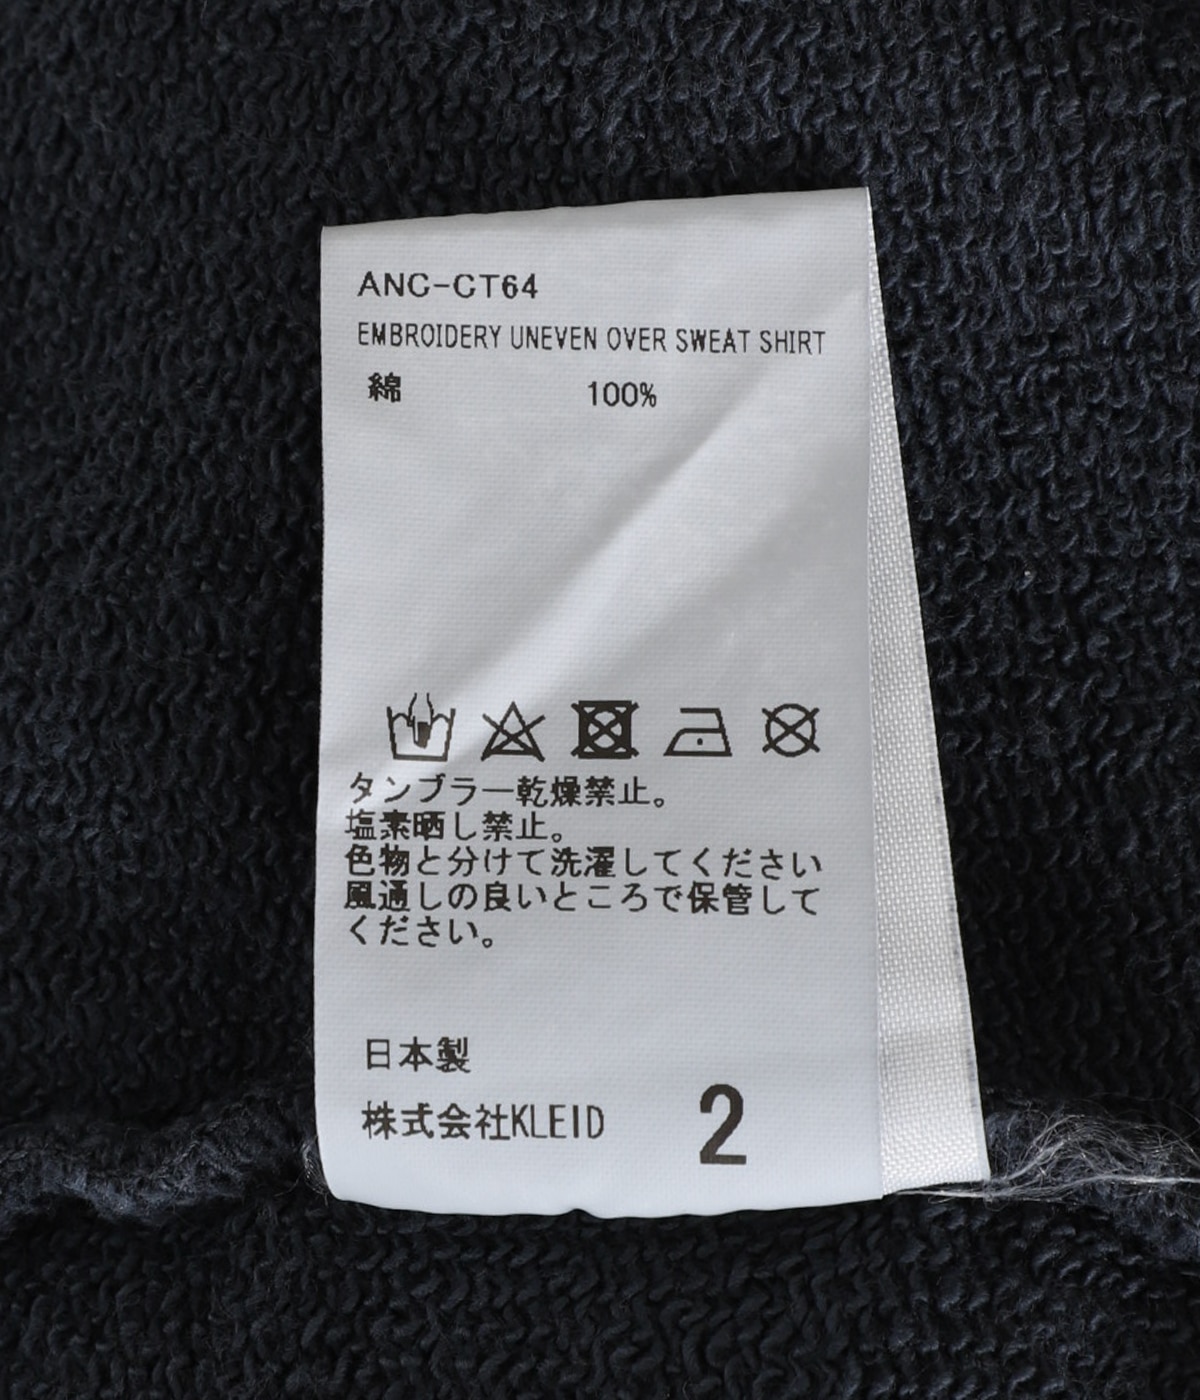 ANC-CT64
EMBROIDERY UNEVEN OVER SWEAT SHIRT
綿 100%
タンブラー乾燥禁止。
塩素晒し禁止。
色物と分けて洗濯してください
風通しの良いところで保管して
ください。
日本製
株式会社KLEID 2